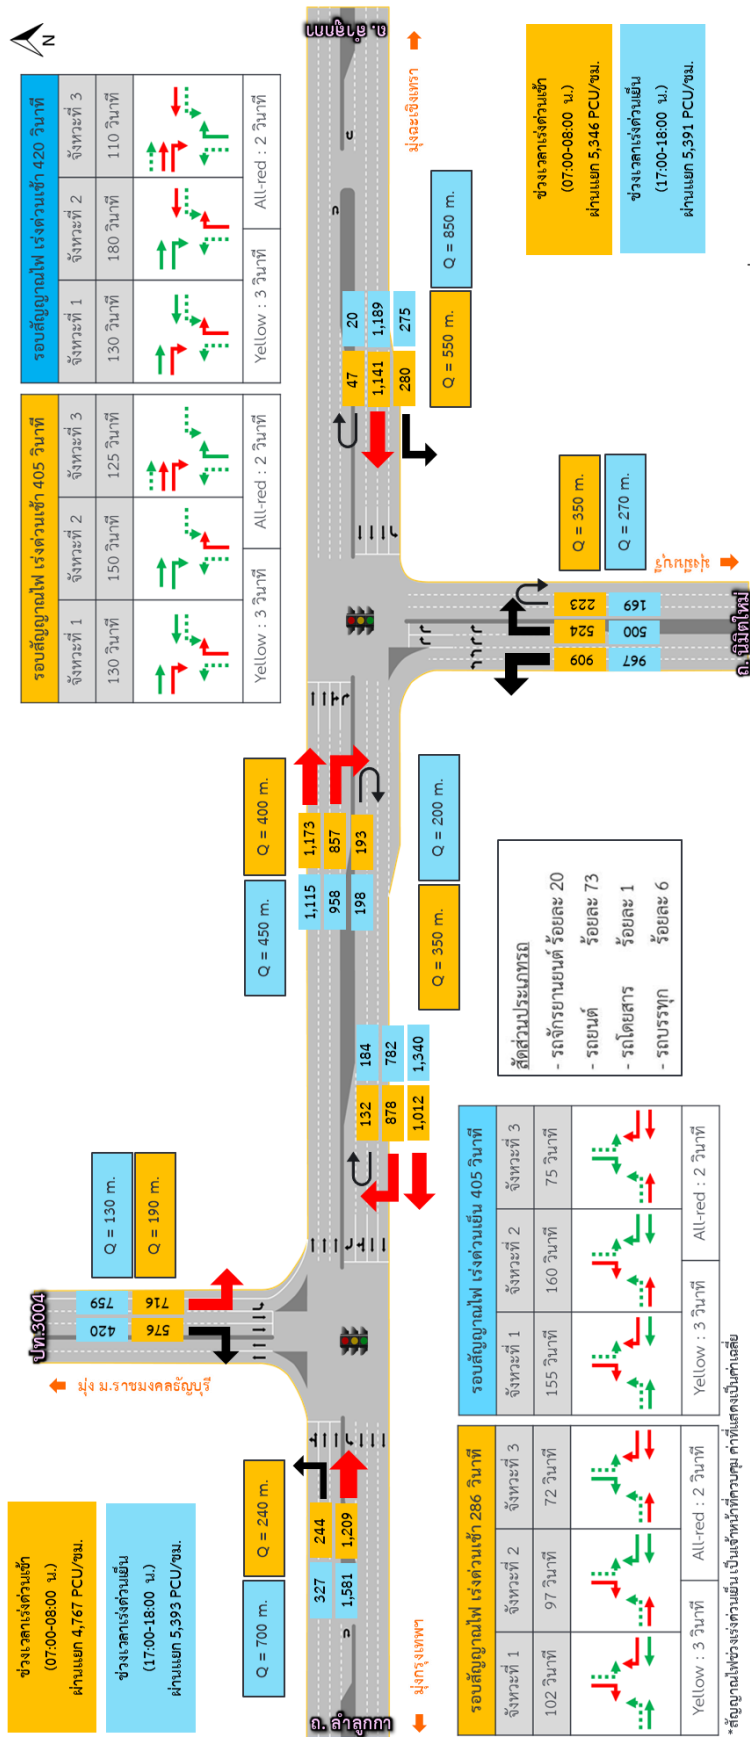 ช่วงเวลาเร่งด่วนเช้า
(07:00-08:00 น.)
ผ่านแยก 4,767 PCU/ชม.
ช่วงเวลาเร่งด่วนเย็น
(17:00-18:00 น.)
ผ่านแยก 5,393 PCU/ชม.
ปท.3004
มุ่ง ม.ราชมงคลธัญบุรี
420
759
576
716
Q = 130 m.
Q = 190 m.
รอบสัญญาณไฟ เร่งด่วนเช้า 405 วินาที
จังหวะที่ 1
จังหวะที่ 2
จังหวะที่ 3
130 วินาที
150 วินาที
125 วินาที
Yellow : 3 วินาที
All-red : 2 วินาที
รอบสัญญาณไฟ เร่งด่วนเช้า 420 วินาที
จังหวะที่ 1
จังหวะที่ 2
จังหวะที่ 3
130 วินาที
180 วินาที
110 วินาที
Yellow : 3 วินาที
All-red : 2 วินาที
N
Q = 700 m.
Q = 240 m.
327
244
1,581
1,209
ถ. ลำลูกกา
มุ่งกรุงเทพฯ
Q = 450 m.
Q = 400 m.
1,115
1,173
958
857
198
193
132
184
878
782
1,012
1,340
Q = 350 m.
Q = 200 m.
47
20
1,141
1,189
280
275
Q = 550 m.
Q = 850 m.
ถ. ลำลูกกา
มุ่งฉะเชิงเทรา
รอบสัญญาณไฟ เร่งด่วนเช้า 286 วินาที
จังหวะที่ 1
จังหวะที่ 2
จังหวะที่ 3
102 วินาที
97 วินาที
72 วินาที
Yellow : 3 วินาที
All-red : 2 วินาที
รอบสัญญาณไฟ เร่งด่วนเย็น 405 วินาที
จังหวะที่ 1
จังหวะที่ 2
จังหวะที่ 3
155 วินาที
160 วินาที
75 วินาที
Yellow : 3 วินาที
All-red : 2 วินาที
*สัญญาณไฟช่วงเร่งด่วนเย็น เป็นเจ้าหน้าที่ควบคุม ค่าที่แสดงเป็นค่าเฉลี่ย
สัดส่วนประเภทรถ
- รถจักรยานยนต์ ร้อยละ 20
- รถยนต์ ร้อยละ 73
- รถโดยสาร ร้อยละ 1
- รถบรรทุก ร้อยละ 6
909
524
223
967
500
169
Q = 350 m.
Q = 270 m.
มุ่งมีนบุรี
ถ. นิมิตใหม่
ช่วงเวลาเร่งด่วนเช้า
(07:00-08:00 น.)
ผ่านแยก 5,346 PCU/ชม.
ช่วงเวลาเร่งด่วนเย็น
(17:00-18:00 น.)
ผ่านแยก 5,391 PCU/ชม.